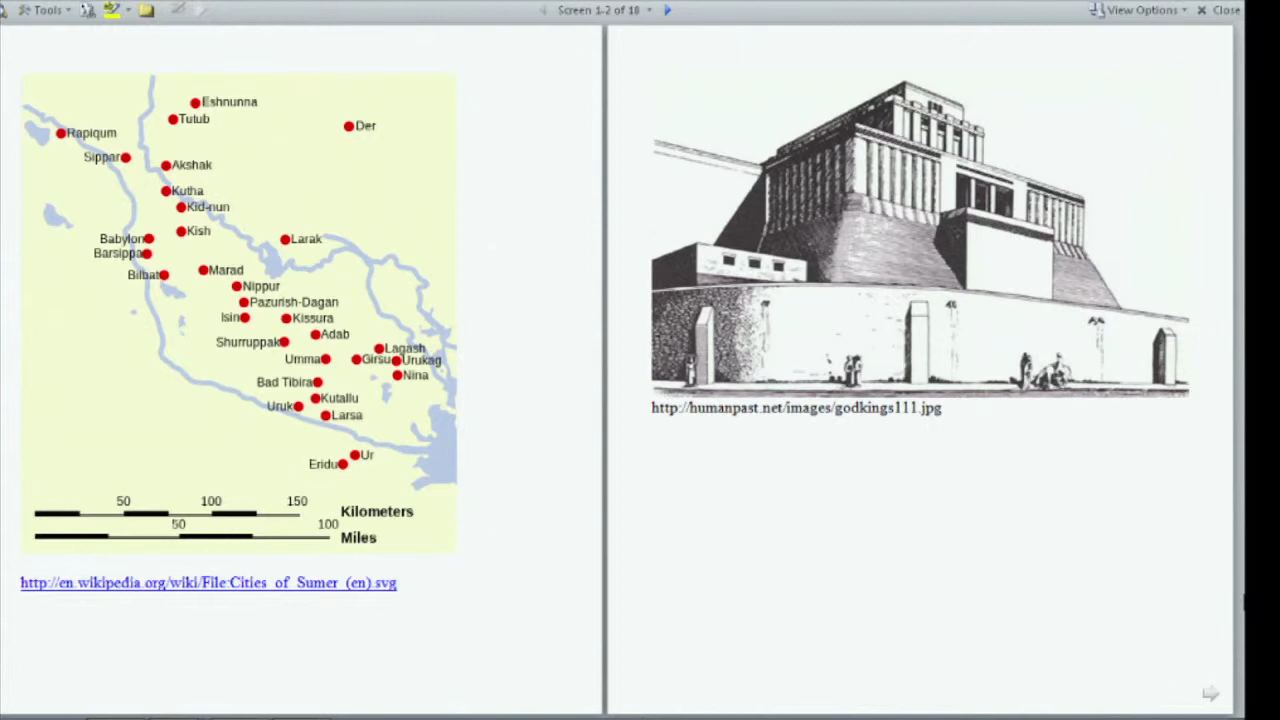 Tools
Screen 1-2 of 18
View Options
Close
Eshnunna
Tutub
Der
Rapiqum
Sippar
Akshak
Kutha
Kid-nun
Kish
Babylon
Larak
Barsippa
Marad
Bilbat
Nippur
Pazurish-Dagan
Isin
Kissura
Adab
Shurruppak
Lagash
Umma
Girsu
Urukag
Nina
Bad Tibira
Kutallu
Uruk
Larsa
Ur
Eridu
50 100 150
Kilometers
50 100
Miles
http://en.wikipedia.org/wiki/File:Cities_of_Sumer_(en).svg
http://humanpast.net/images/godkings111.jpg